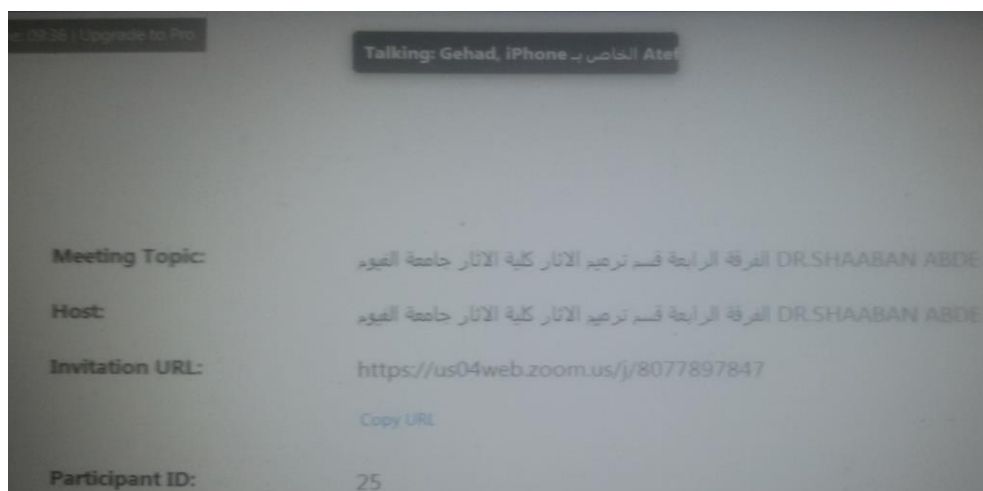 09:36 | Upgrade to Pro
Talking: Gehad, iPhone الخاص بـ Atef
Meeting Topic: DR.SHAABAN ABDE الفرقة الرابعة قسم ترميم الاثار كلية الاثار جامعة الفيوم
Host: DR.SHAABAN ABDE الفرقة الرابعة قسم ترميم الاثار كلية الاثار جامعة الفيوم
Invitation URL: https://us04web.zoom.us/j/8077897847
Copy URL
Participant ID: 25